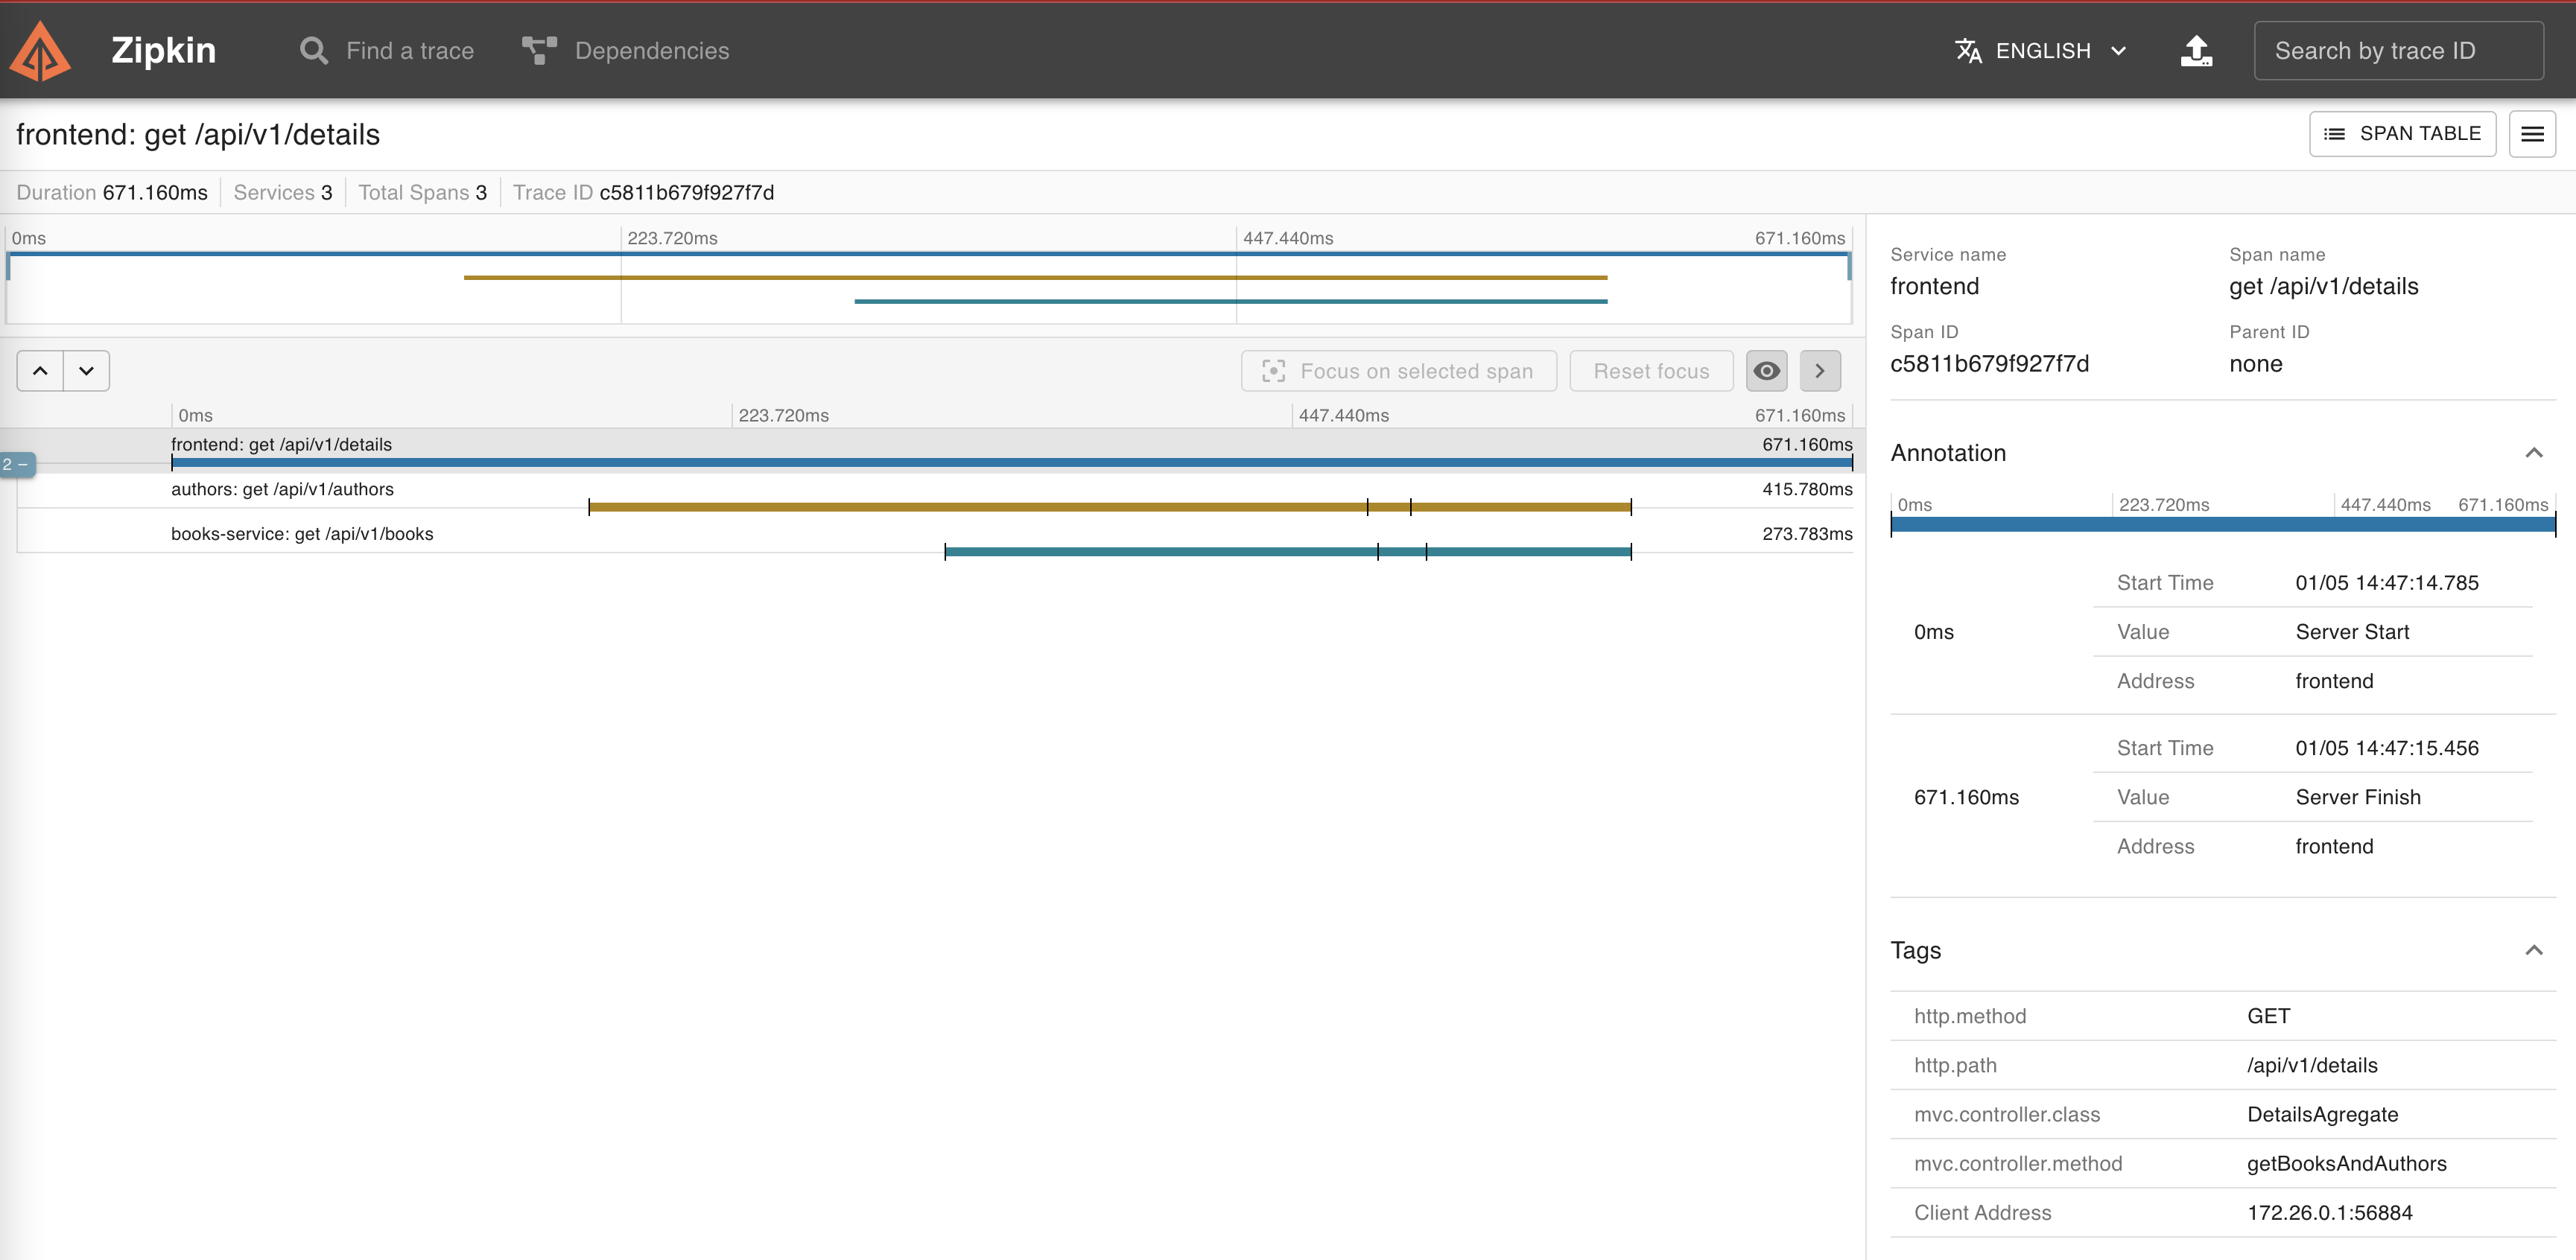 Zipkin Find a trace Dependencies ENGLISH Search by trace ID
frontend: get /api/v1/details SPAN TABLE
Duration 671.160ms Services 3 Total Spans 3 Trace ID c5811b679f927f7d
0ms 223.720ms 447.440ms 671.160ms
Focus on selected span Reset focus
0ms 223.720ms 447.440ms 671.160ms
frontend: get /api/v1/details 671.160ms
2 −
authors: get /api/v1/authors 415.780ms
books-service: get /api/v1/books 273.783ms
Service name Span name
frontend get /api/v1/details
Span ID Parent ID
c5811b679f927f7d none
Annotation
0ms 223.720ms 447.440ms 671.160ms
Start Time 01/05 14:47:14.785
0ms Value Server Start
Address frontend
Start Time 01/05 14:47:15.456
671.160ms Value Server Finish
Address frontend
Tags
http.method GET
http.path /api/v1/details
mvc.controller.class DetailsAgregate
mvc.controller.method getBooksAndAuthors
Client Address 172.26.0.1:56884